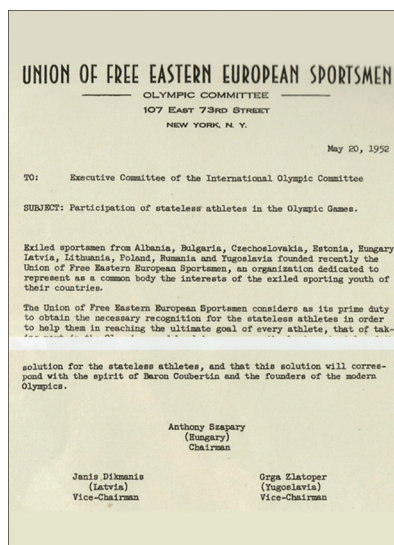 UNION OF FREE EASTERN EUROPEAN SPORTSMEN
OLYMPIC COMMITTEE
107 EAST 73RD STREET
NEW YORK, N. Y.
May 20, 1952
TO: Executive Committee of the International Olympic Committee
SUBJECT: Participation of stateless athletes in the Olympic Games.
Exiled sportsmen from Albania, Bulgaria, Czechoslovakia, Estonia, Hungary
Latvia, Lithuania, Poland, Rumania and Yugoslavia founded recently the
Union of Free Eastern European Sportsmen, an organization dedicated to
represent as a common body the interests of the exiled sporting youth of
their countries.
The Union of Free Eastern European Sportsmen considers as its prime duty
to obtain the necessary recognition for the stateless athletes in order
to help them in reaching the ultimate goal of every athlete, that of tak-
solution for the stateless athletes, and that this solution will corres-
pond with the spirit of Baron Coubertin and the founders of the modern
Olympics.
Anthony Szapary
(Hungary)
Chairman
Janis Dikmanis
(Latvia)
Vice-Chairman
Grga Zlatoper
(Yugoslavia)
Vice-Chairman